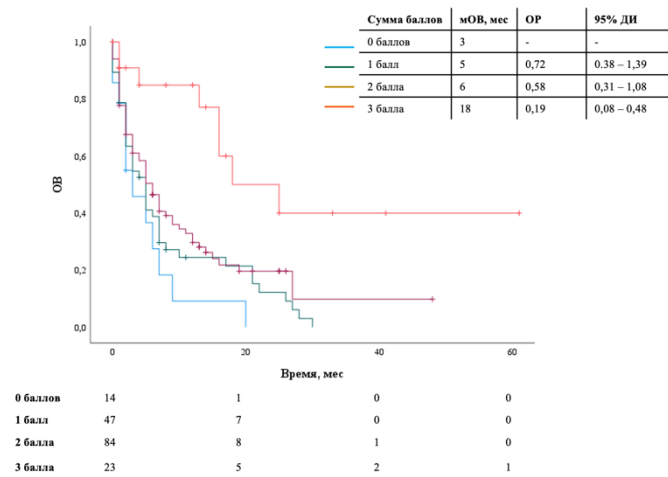 Сумма баллов мОВ, мес ОР 95% ДИ
0 баллов 3 - -
1 балл 5 0,72 0.38 – 1,39
2 балла 6 0,58 0,31 – 1,08
3 балла 18 0,19 0,08 – 0,48
1,0
0,8
0,6
0,4
0,2
0,0
ОВ
0 20 40 60
Время, мес
0 баллов 14 1 0 0
1 балл 47 7 0 0
2 балла 84 8 1 0
3 балла 23 5 2 1